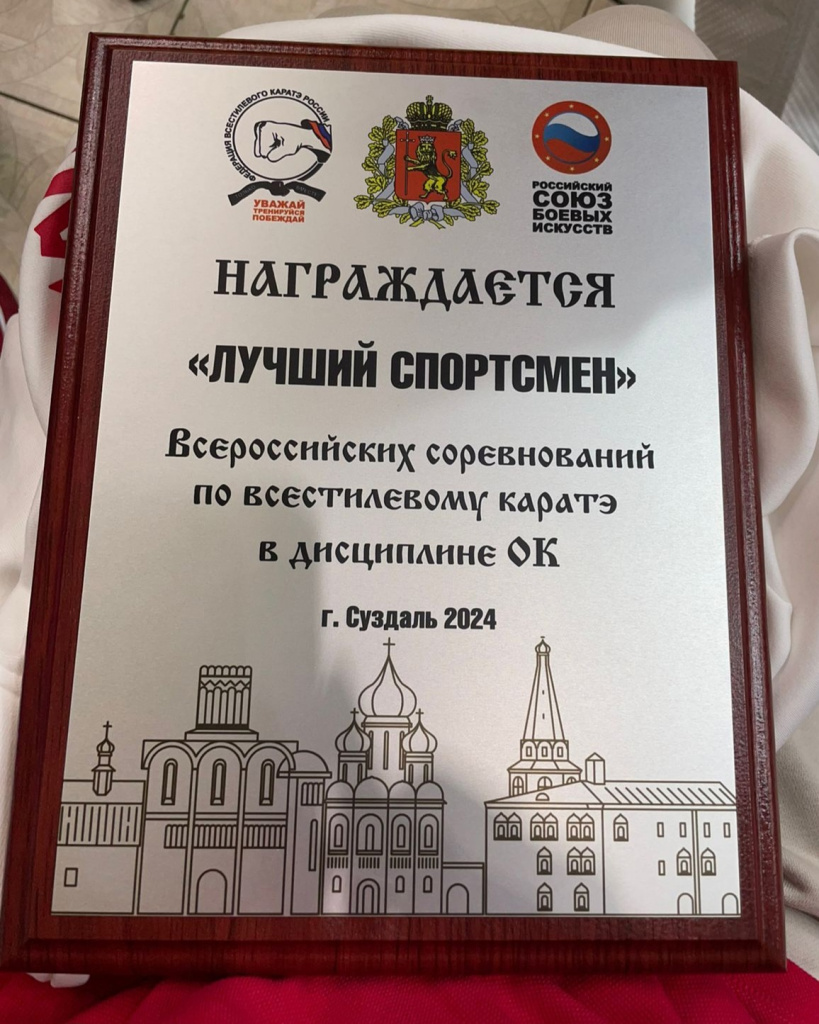 ФЕДЕРАЦИЯ ВСЕСТИЛЕВОГО КАРАТЭ РОССИИ
УВАЖАЙ
ТРЕНИРУЙСЯ
ПОБЕЖДАЙ
РОССИЙСКИЙ
СОЮЗ
БОЕВЫХ
ИСКУССТВ
НАГРАЖДАЕТСЯ
«ЛУЧШИЙ СПОРТСМЕН»
Всероссийских соревнований
по всестилевому каратэ
в дисциплине ОК
г. Суздаль 2024